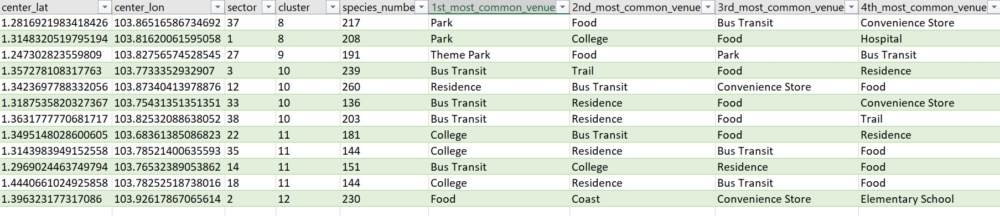 center_lat center_lon sector cluster species_numbe 1st_most_common_venue 2nd_most_common_venue 3rd_most_common_venue 4th_most_common_venue
1.2816921983418426 103.86516586734692 37 8 217 Park Food Bus Transit Convenience Store
1.3148320519795194 103.81620061595058 1 8 208 Park College Food Hospital
1.247302823559809 103.82756574528545 27 9 191 Theme Park Food Park Bus Transit
1.357278108317763 103.7733352932907 3 10 239 Bus Transit Trail Food Residence
1.3423697788332056 103.87340413978876 12 10 260 Residence Bus Transit Convenience Store Food
1.3187535820327367 103.75431351351351 33 10 136 Bus Transit Residence Food Convenience Store
1.3631777770681717 103.82532088638052 38 10 203 Bus Transit Residence Food Trail
1.3495148028600605 103.68361385086823 22 11 181 College Bus Transit Food Residence
1.3143983949152558 103.78521400635593 35 11 144 College Residence Bus Transit Food
1.2969024463749794 103.76532389053862 14 11 151 Bus Transit College Residence Food
1.4440661024925858 103.78252518738016 18 11 144 College Residence Bus Transit Food
1.396323177317086 103.92617867065614 2 12 230 Food Coast Convenience Store Elementary School